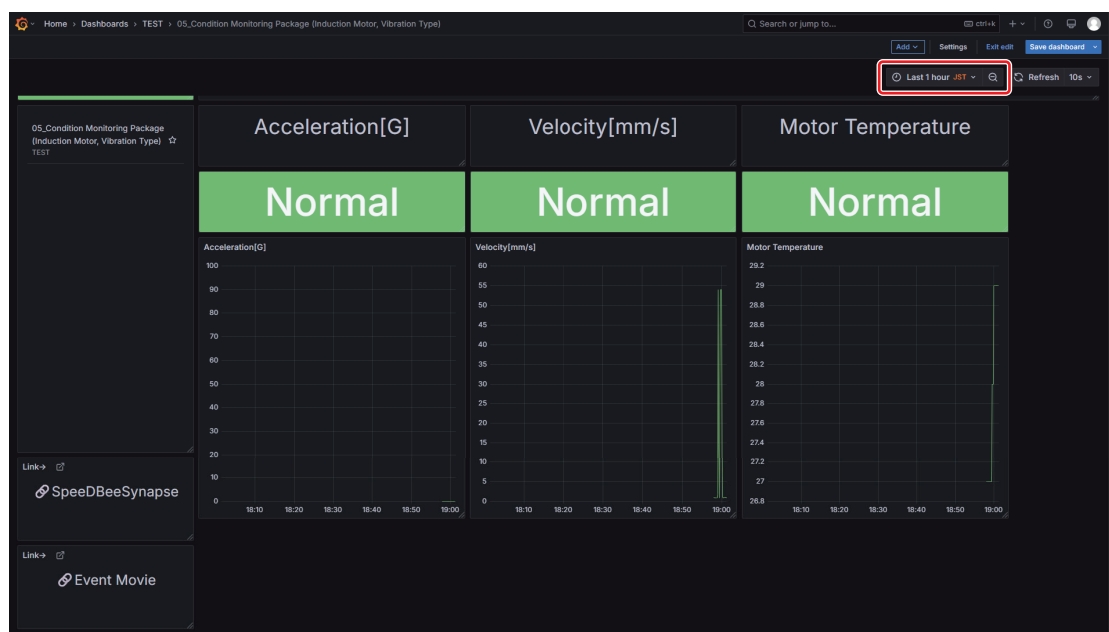 Home › Dashboards › TEST › 05_Condition Monitoring Package (Induction Motor, Vibration Type)
Search or jump to...
ctrl+k
Add
Settings
Exit edit
Save dashboard
Last 1 hour JST
Refresh 10s
05_Condition Monitoring Package
(Induction Motor, Vibration Type)
TEST
Acceleration[G]
Velocity[mm/s]
Motor Temperature
Normal
Normal
Normal
Acceleration[G]
100
90
80
70
60
50
40
30
20
10
0
18:10 18:20 18:30 18:40 18:50 19:00
Velocity[mm/s]
60
55
50
45
40
35
30
25
20
15
10
5
0
18:10 18:20 18:30 18:40 18:50 19:00
Motor Temperature
29.2
29
28.8
28.6
28.4
28.2
28
27.8
27.6
27.4
27.2
27
26.8
18:10 18:20 18:30 18:40 18:50 19:00
Link→
SpeeDBeeSynapse
Link→
Event Movie